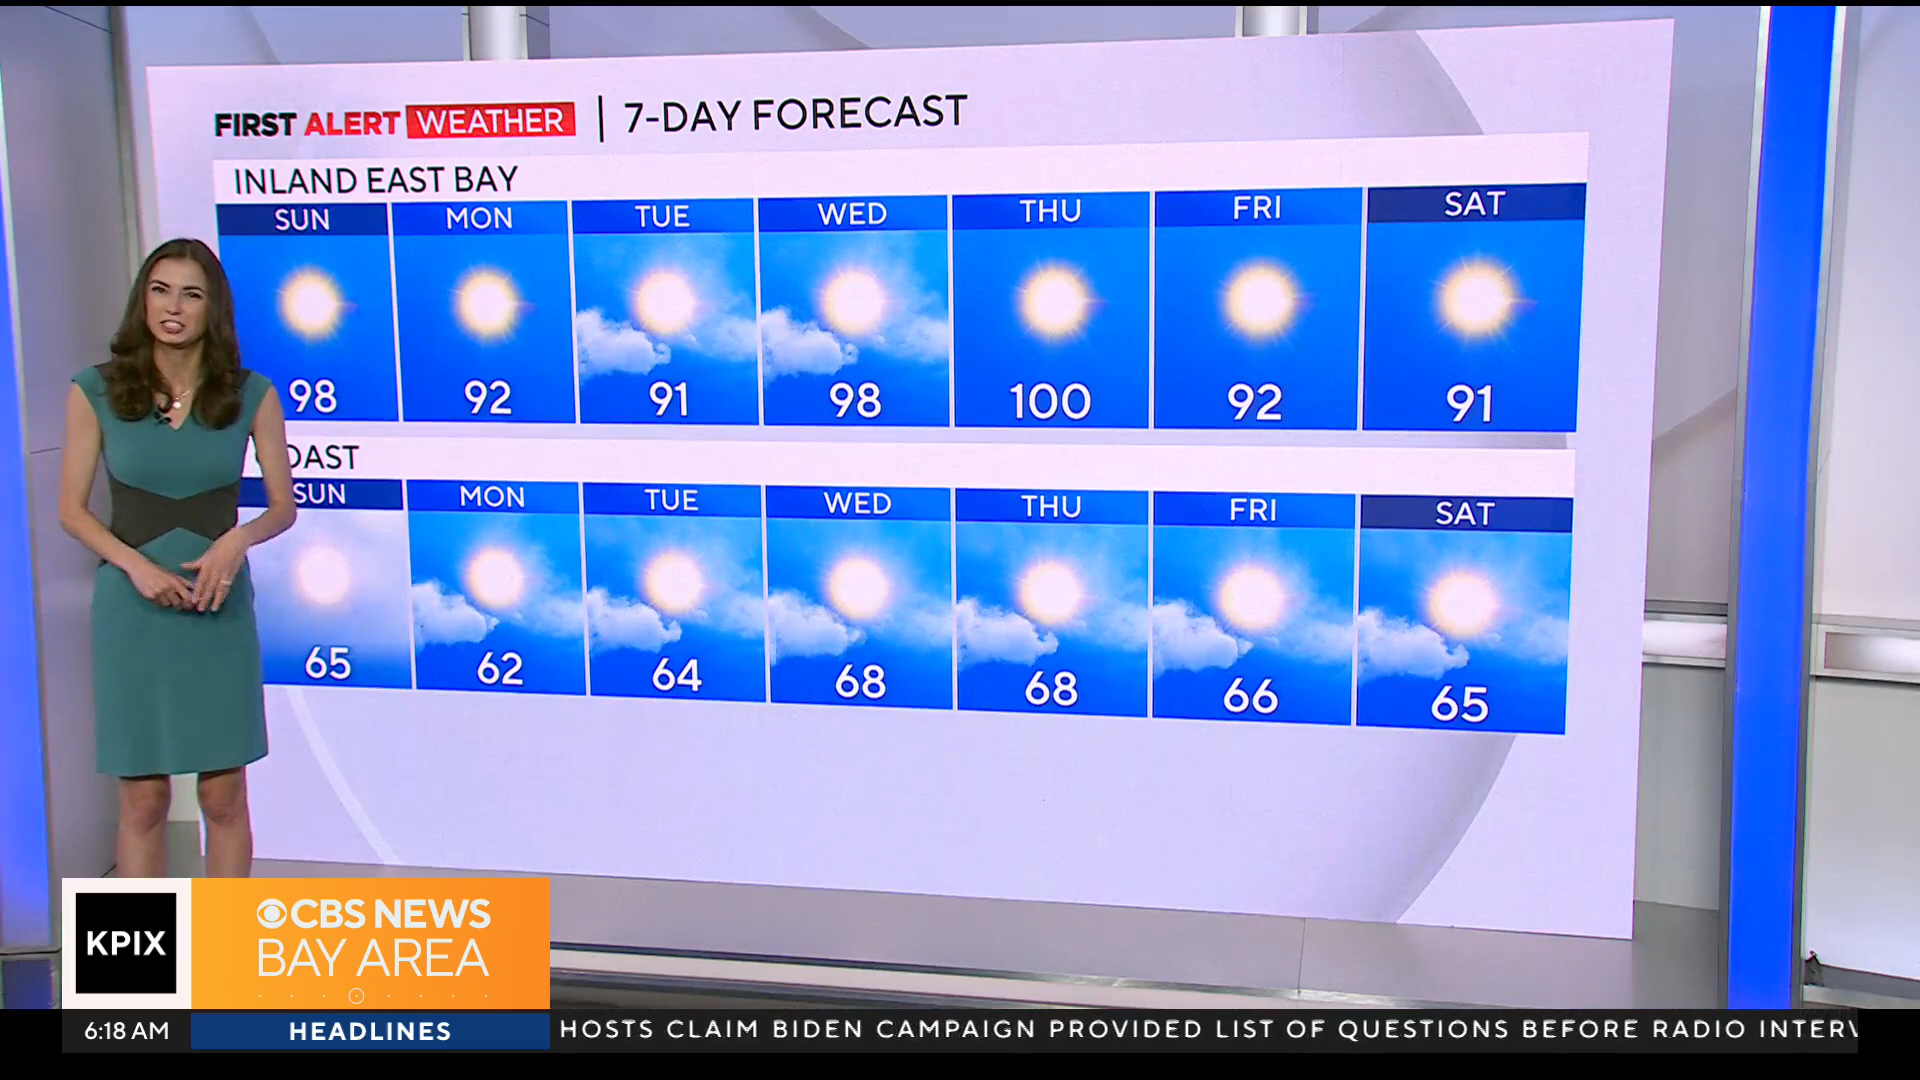 FIRST ALERT WEATHER | 7-DAY FORECAST
INLAND EAST BAY
SUN MON TUE WED THU FRI SAT
98 92 91 98 100 92 91
OAST
SUN MON TUE WED THU FRI SAT
65 62 64 68 68 66 65
KPIX
CBS NEWS
BAY AREA
6:18 AM HEADLINES HOSTS CLAIM BIDEN CAMPAIGN PROVIDED LIST OF QUESTIONS BEFORE RADIO INTERV